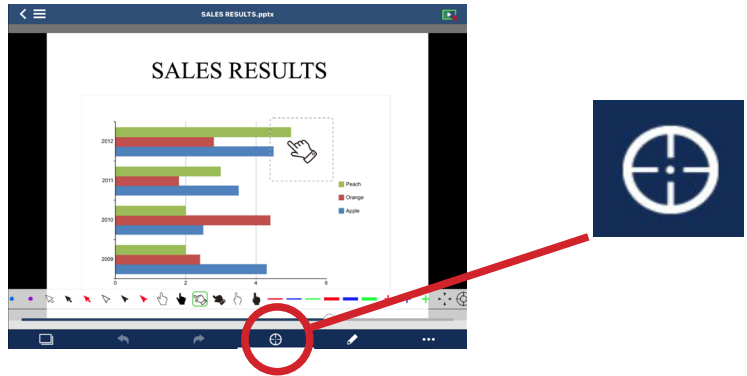 SALES RESULTS.pptx
SALES RESULTS
2012
2011
2010
2009
Peach
Orange
Apple
0 2 4 6